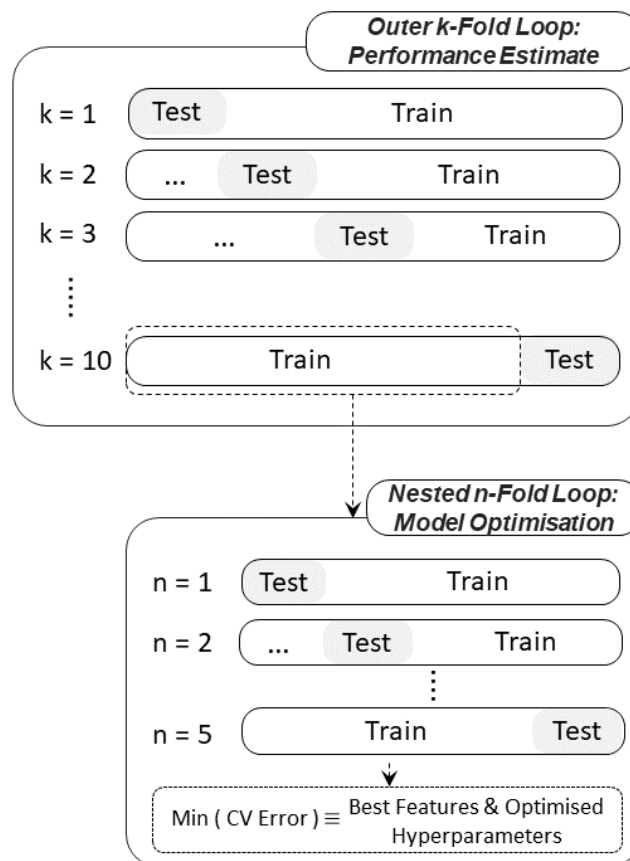 Outer k-Fold Loop:
Performance Estimate
k = 1 Test Train
k = 2 ... Test Train
k = 3 ... Test Train
k = 10 Train Test
Nested n-Fold Loop:
Model Optimisation
n = 1 Test Train
n = 2 ... Test Train
n = 5 Train Test
Min ( CV Error ) ≡ Best Features & Optimised
Hyperparameters